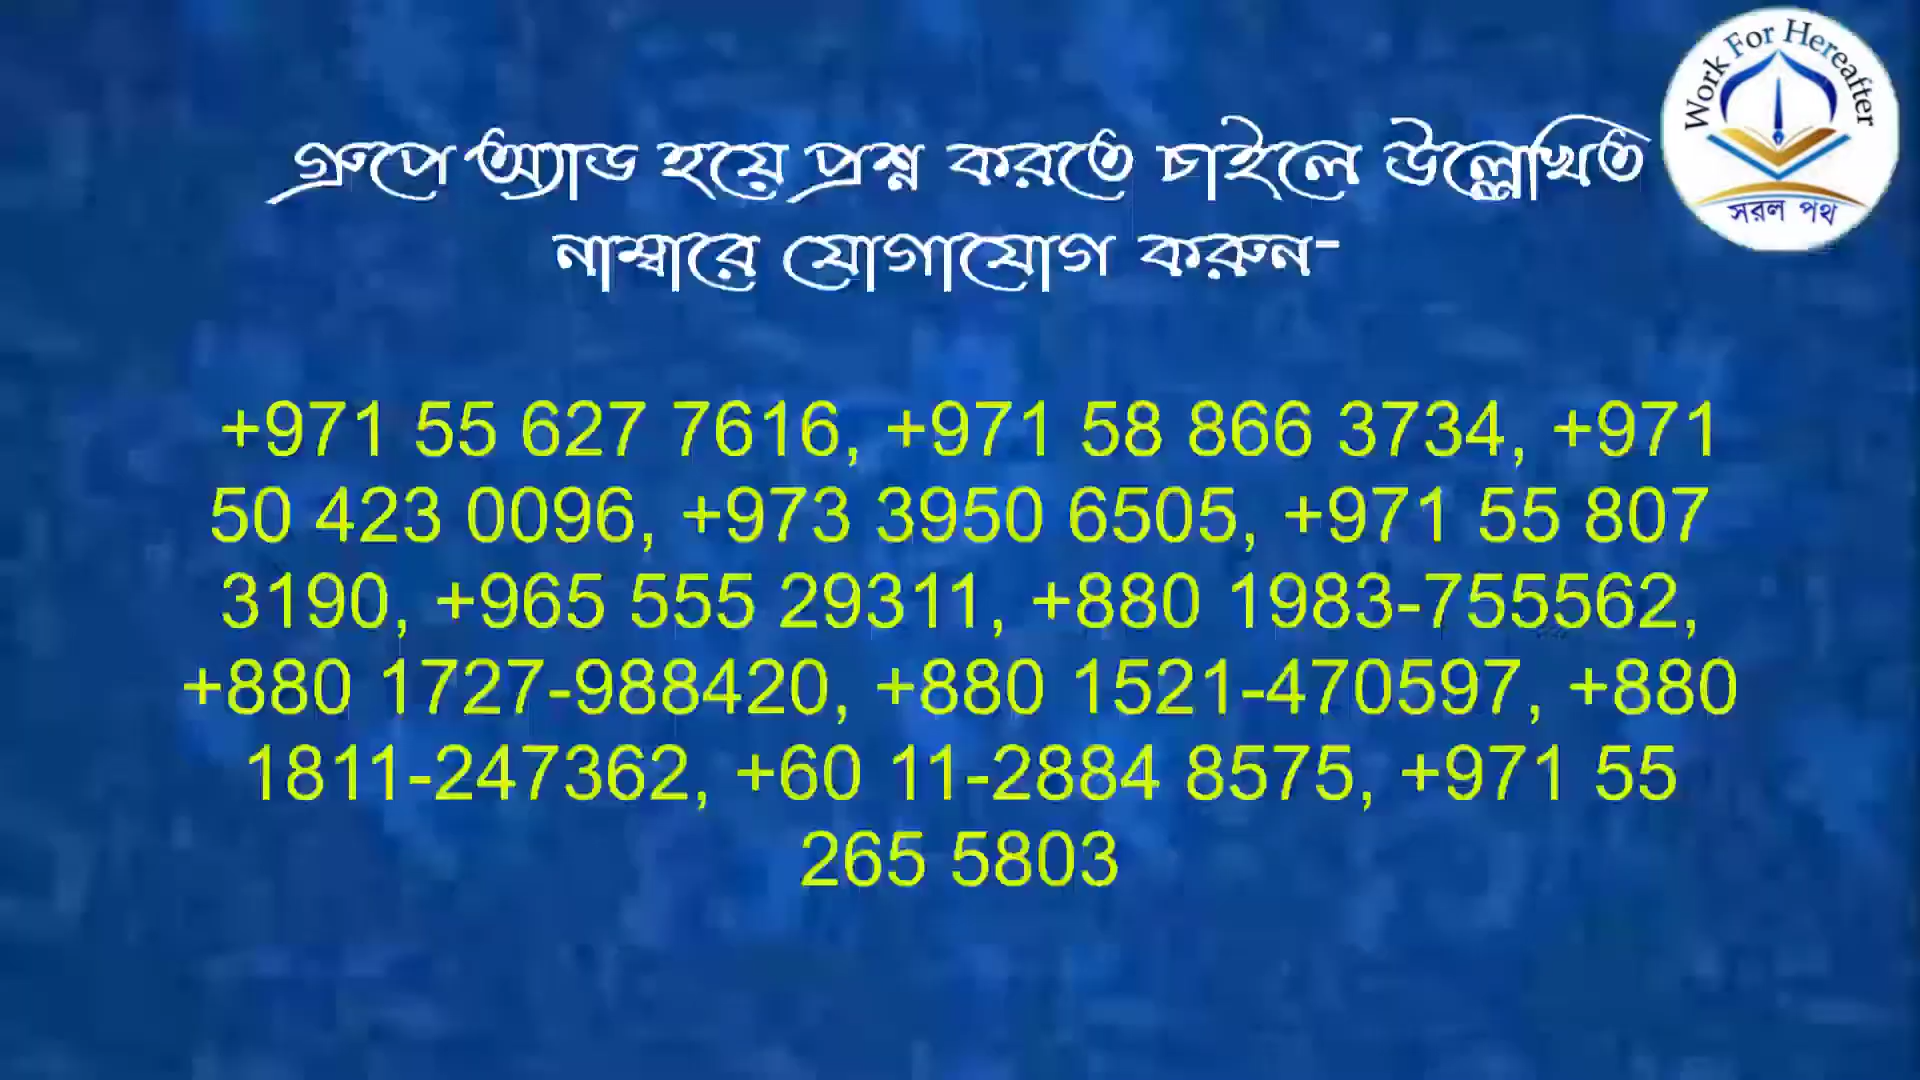 Work For Hereafter
সরল পথ
গ্রুপে অ্যাড হয়ে প্রশ্ন করতে চাইলে উল্লেখিত
নাম্বারে যোগাযোগ করুন-
+971 55 627 7616, +971 58 866 3734, +971
50 423 0096, +973 3950 6505, +971 55 807
3190, +965 555 29311, +880 1983-755562,
+880 1727-988420, +880 1521-470597, +880
1811-247362, +60 11-2884 8575, +971 55
265 5803